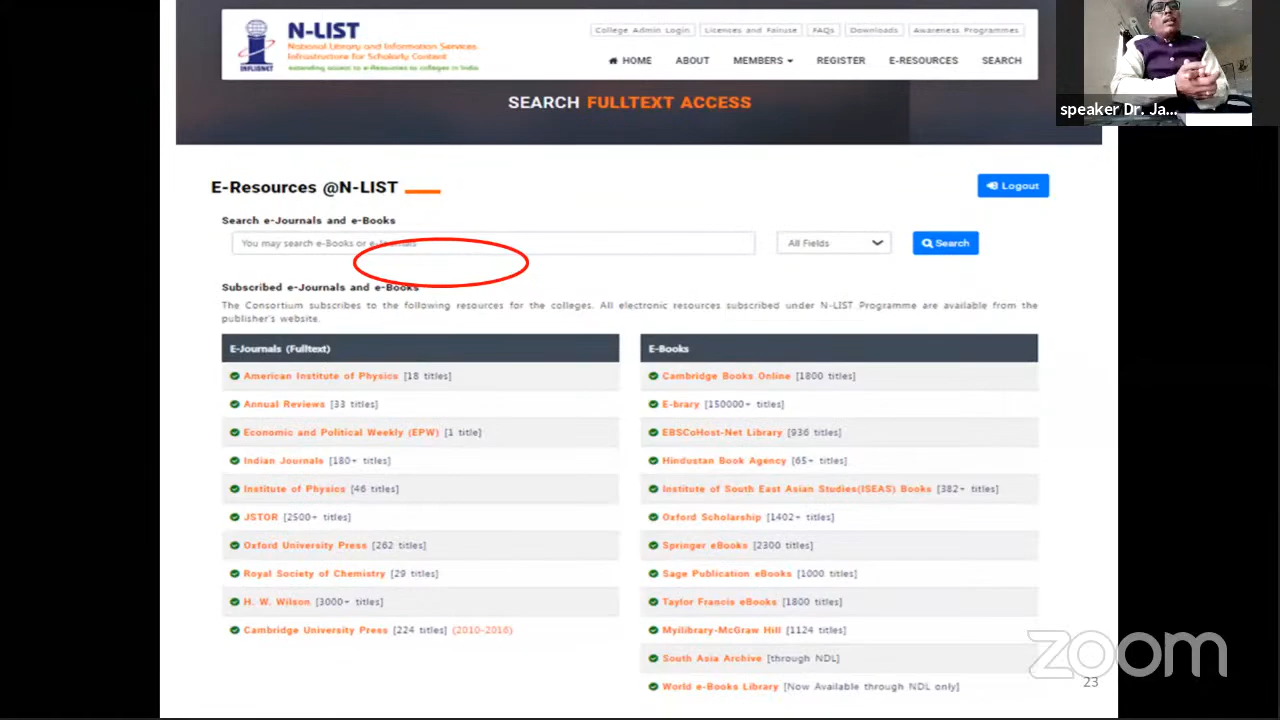 N-LIST
National Library and Information Services
Infrastructure for Scholarly Content
extending access to e-Resources to colleges in India
INFLIBNET
College Admin Login
Licences and Fairuse
FAQs
Downloads
Awareness Programmes
HOME
ABOUT
MEMBERS
REGISTER
E-RESOURCES
SEARCH
speaker Dr. Ja...
SEARCH FULLTEXT ACCESS
E-Resources @N-LIST
Logout
Search e-Journals and e-Books
You may search e-Books or e-Journals
All Fields
Search
Subscribed e-Journals and e-Books
The Consortium subscribes to the following resources for the colleges. All electronic resources subscribed under N-LIST Programme are available from the
publisher's website.
E-Journals (Fulltext)
American Institute of Physics [18 titles]
Annual Reviews [33 titles]
Economic and Political Weekly (EPW) [1 title]
Indian Journals [180+ titles]
Institute of Physics [46 titles]
JSTOR [2500+ titles]
Oxford University Press [262 titles]
Royal Society of Chemistry [29 titles]
H. W. Wilson [3000+ titles]
Cambridge University Press [224 titles] (2010-2016)
E-Books
Cambridge Books Online [1800 titles]
E-brary [150000+ titles]
EBSCoHost-Net Library [936 titles]
Hindustan Book Agency [65+ titles]
Institute of South East Asian Studies(ISEAS) Books [382+ titles]
Oxford Scholarship [1402+ titles]
Springer eBooks [2300 titles]
Sage Publication eBooks [1000 titles]
Taylor Francis eBooks [1800 titles]
Myilibrary-McGraw Hill [1124 titles]
South Asia Archive [through NDL]
World e-Books Library [Now Available through NDL only]
zoom
23